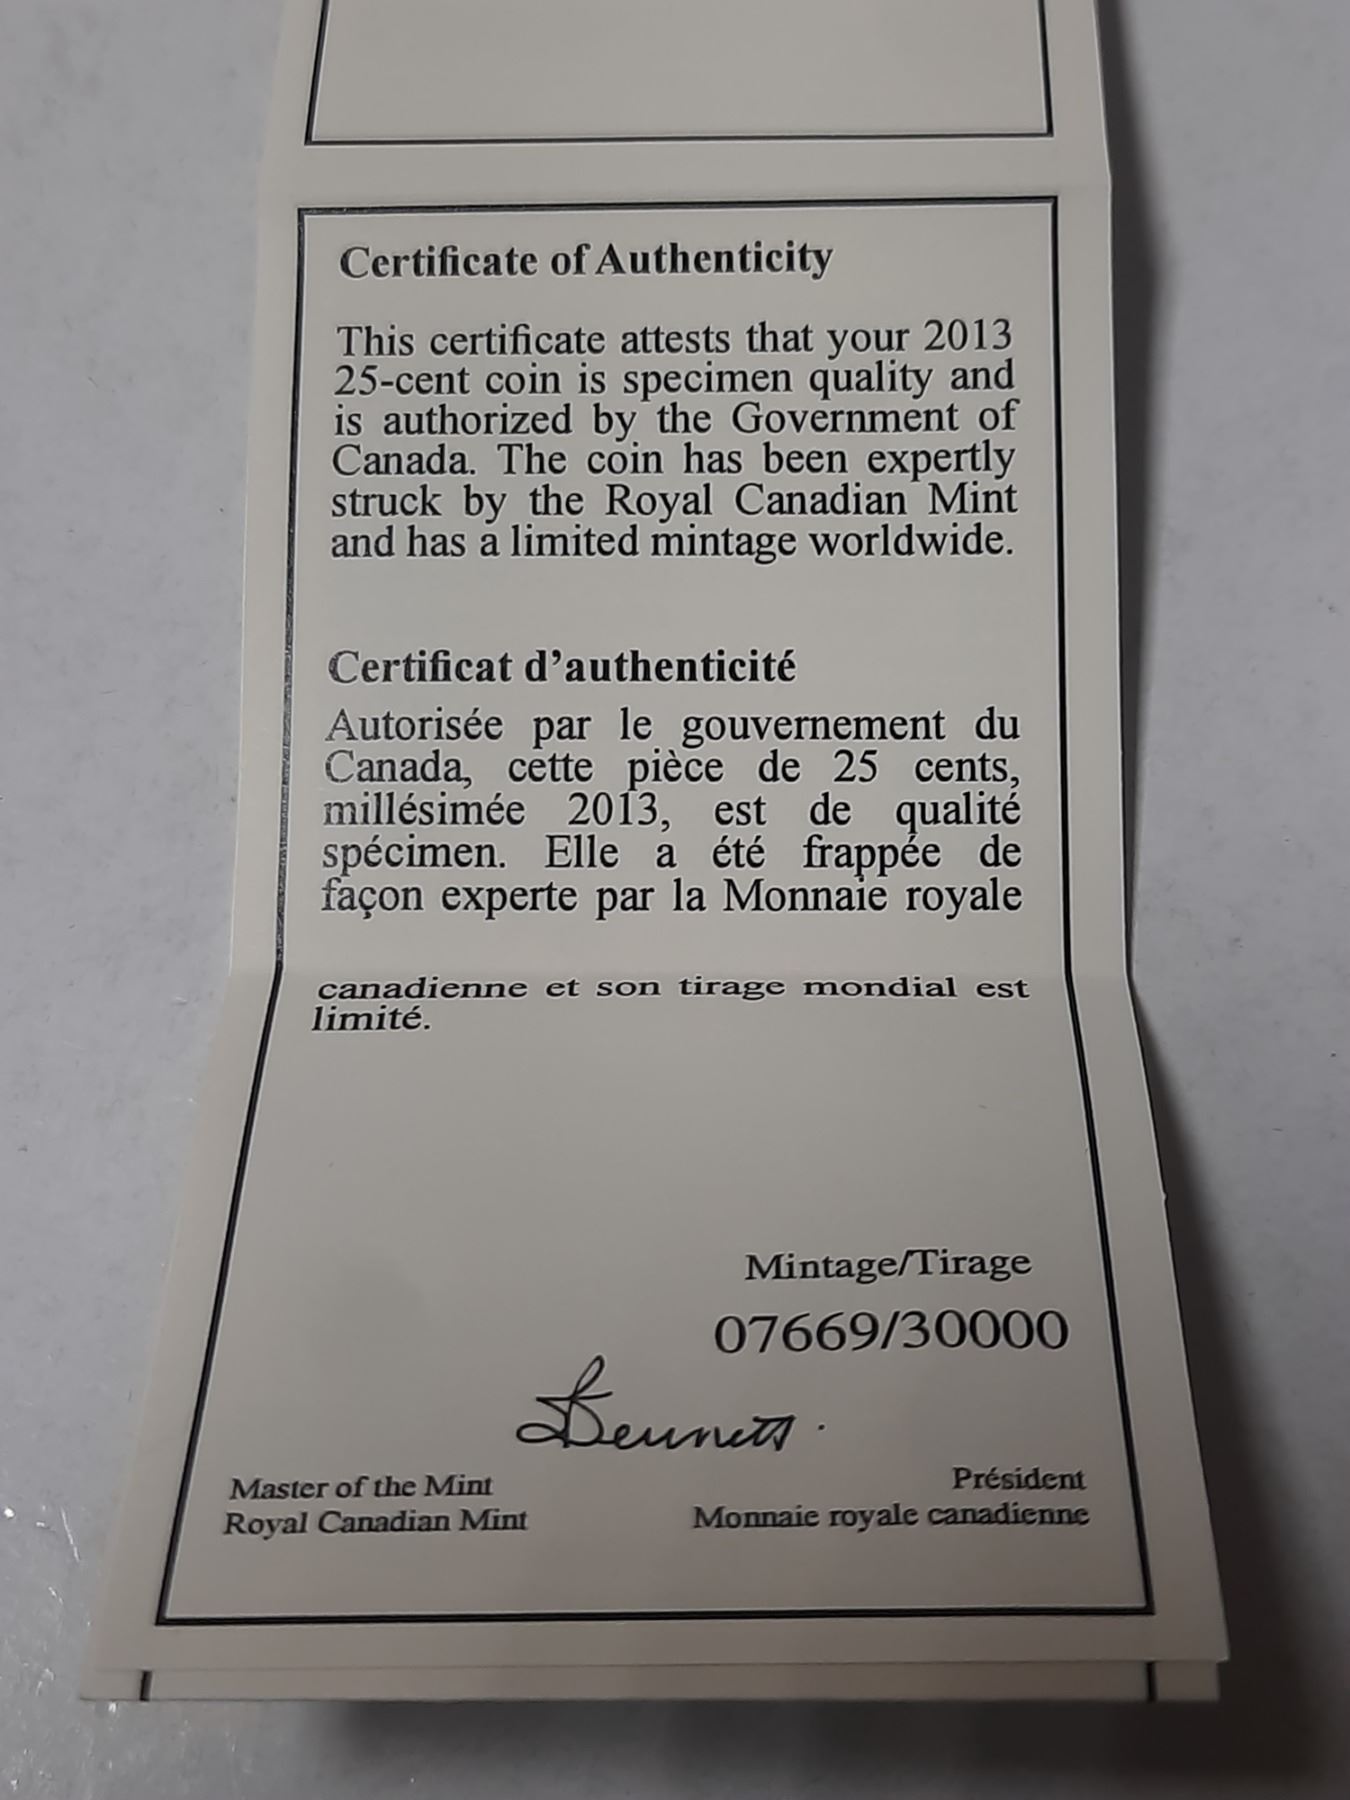 Certificate of Authenticity
This certificate attests that your 2013
25-cent coin is specimen quality and
is authorized by the Government of
Canada. The coin has been expertly
struck by the Royal Canadian Mint
and has a limited mintage worldwide.
Certificat d’authenticité
Autorisée par le gouvernement du
Canada, cette pièce de 25 cents,
millésimée 2013, est de qualité
spécimen. Elle a été frappée de
façon experte par la Monnaie royale
canadienne et son tirage mondial est
limité.
Mintage/Tirage
07669/30000
Bennett
Master of the Mint
Royal Canadian Mint
Président
Monnaie royale canadienne